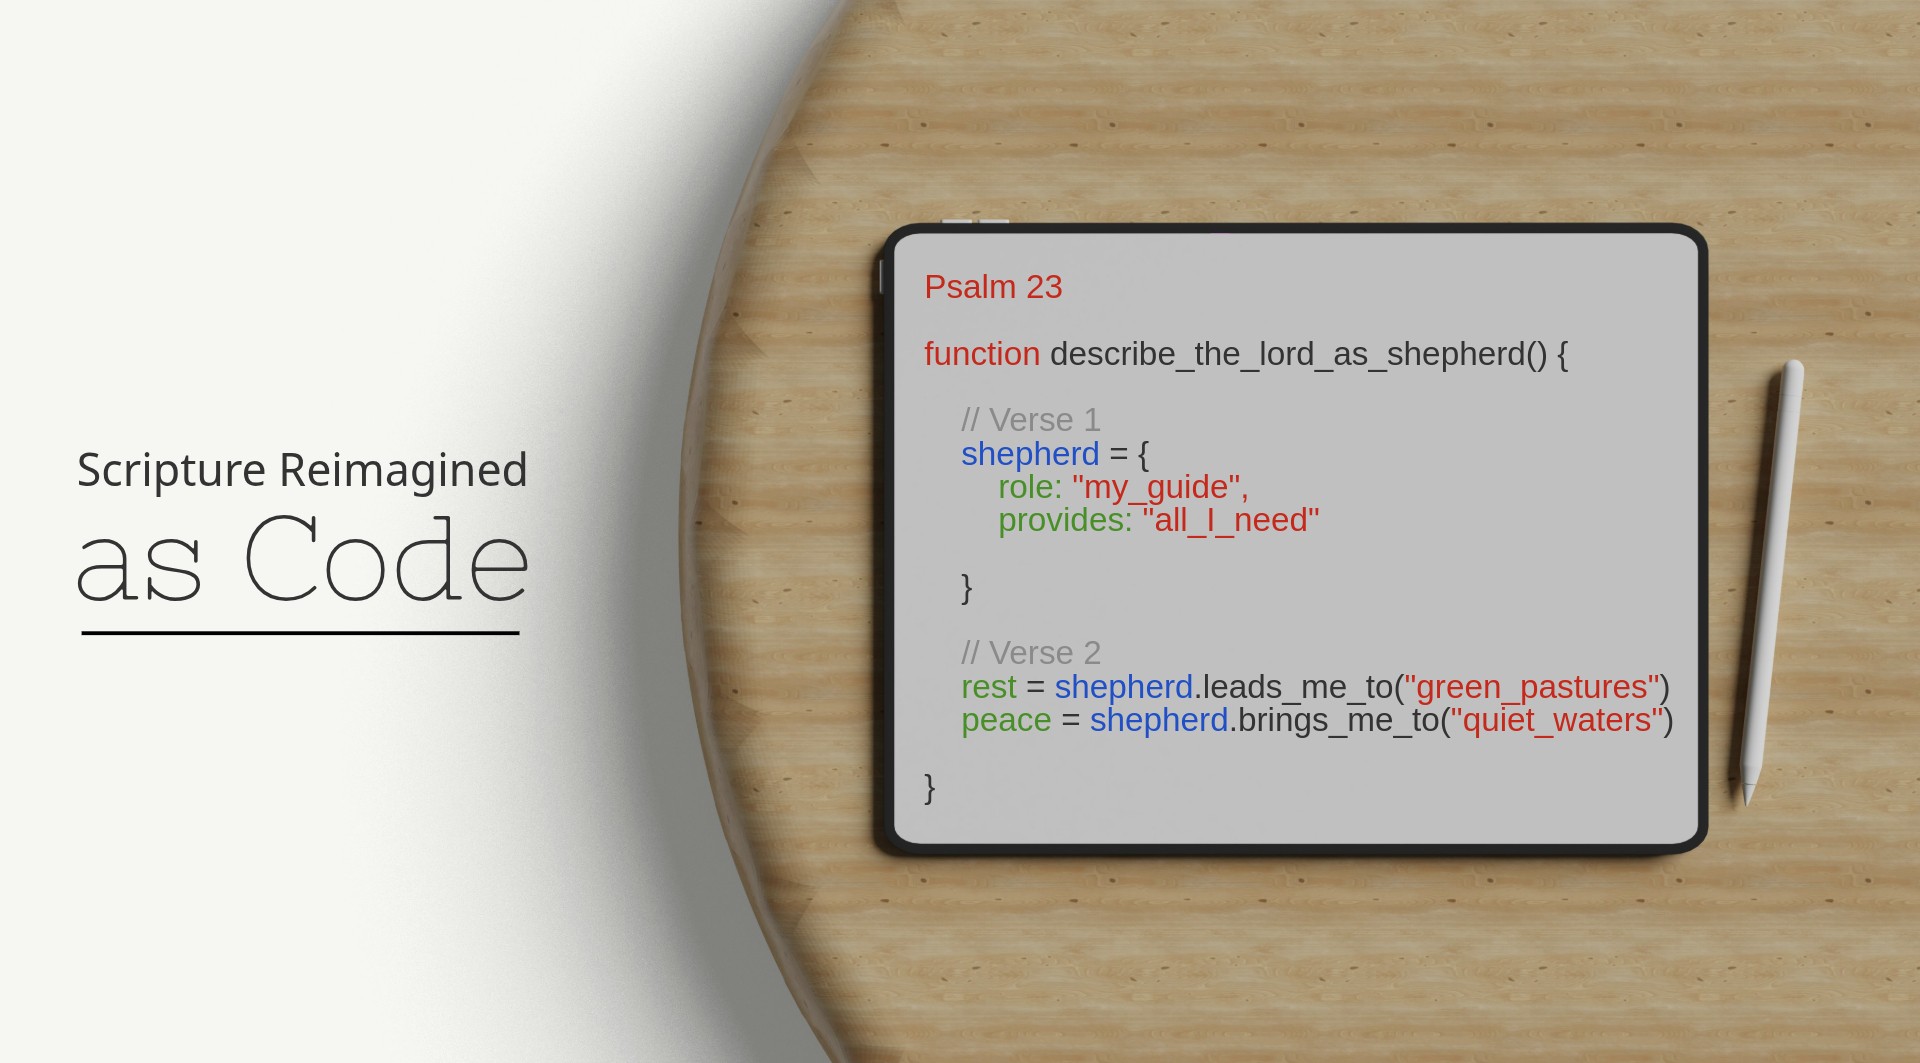 Scripture Reimagined
as Code
Psalm 23
function describe_the_lord_as_shepherd() {
// Verse 1
shepherd = {
role: "my_guide",
provides: "all_I_need"
}
// Verse 2
rest = shepherd.leads_me_to("green_pastures")
peace = shepherd.brings_me_to("quiet_waters")
}